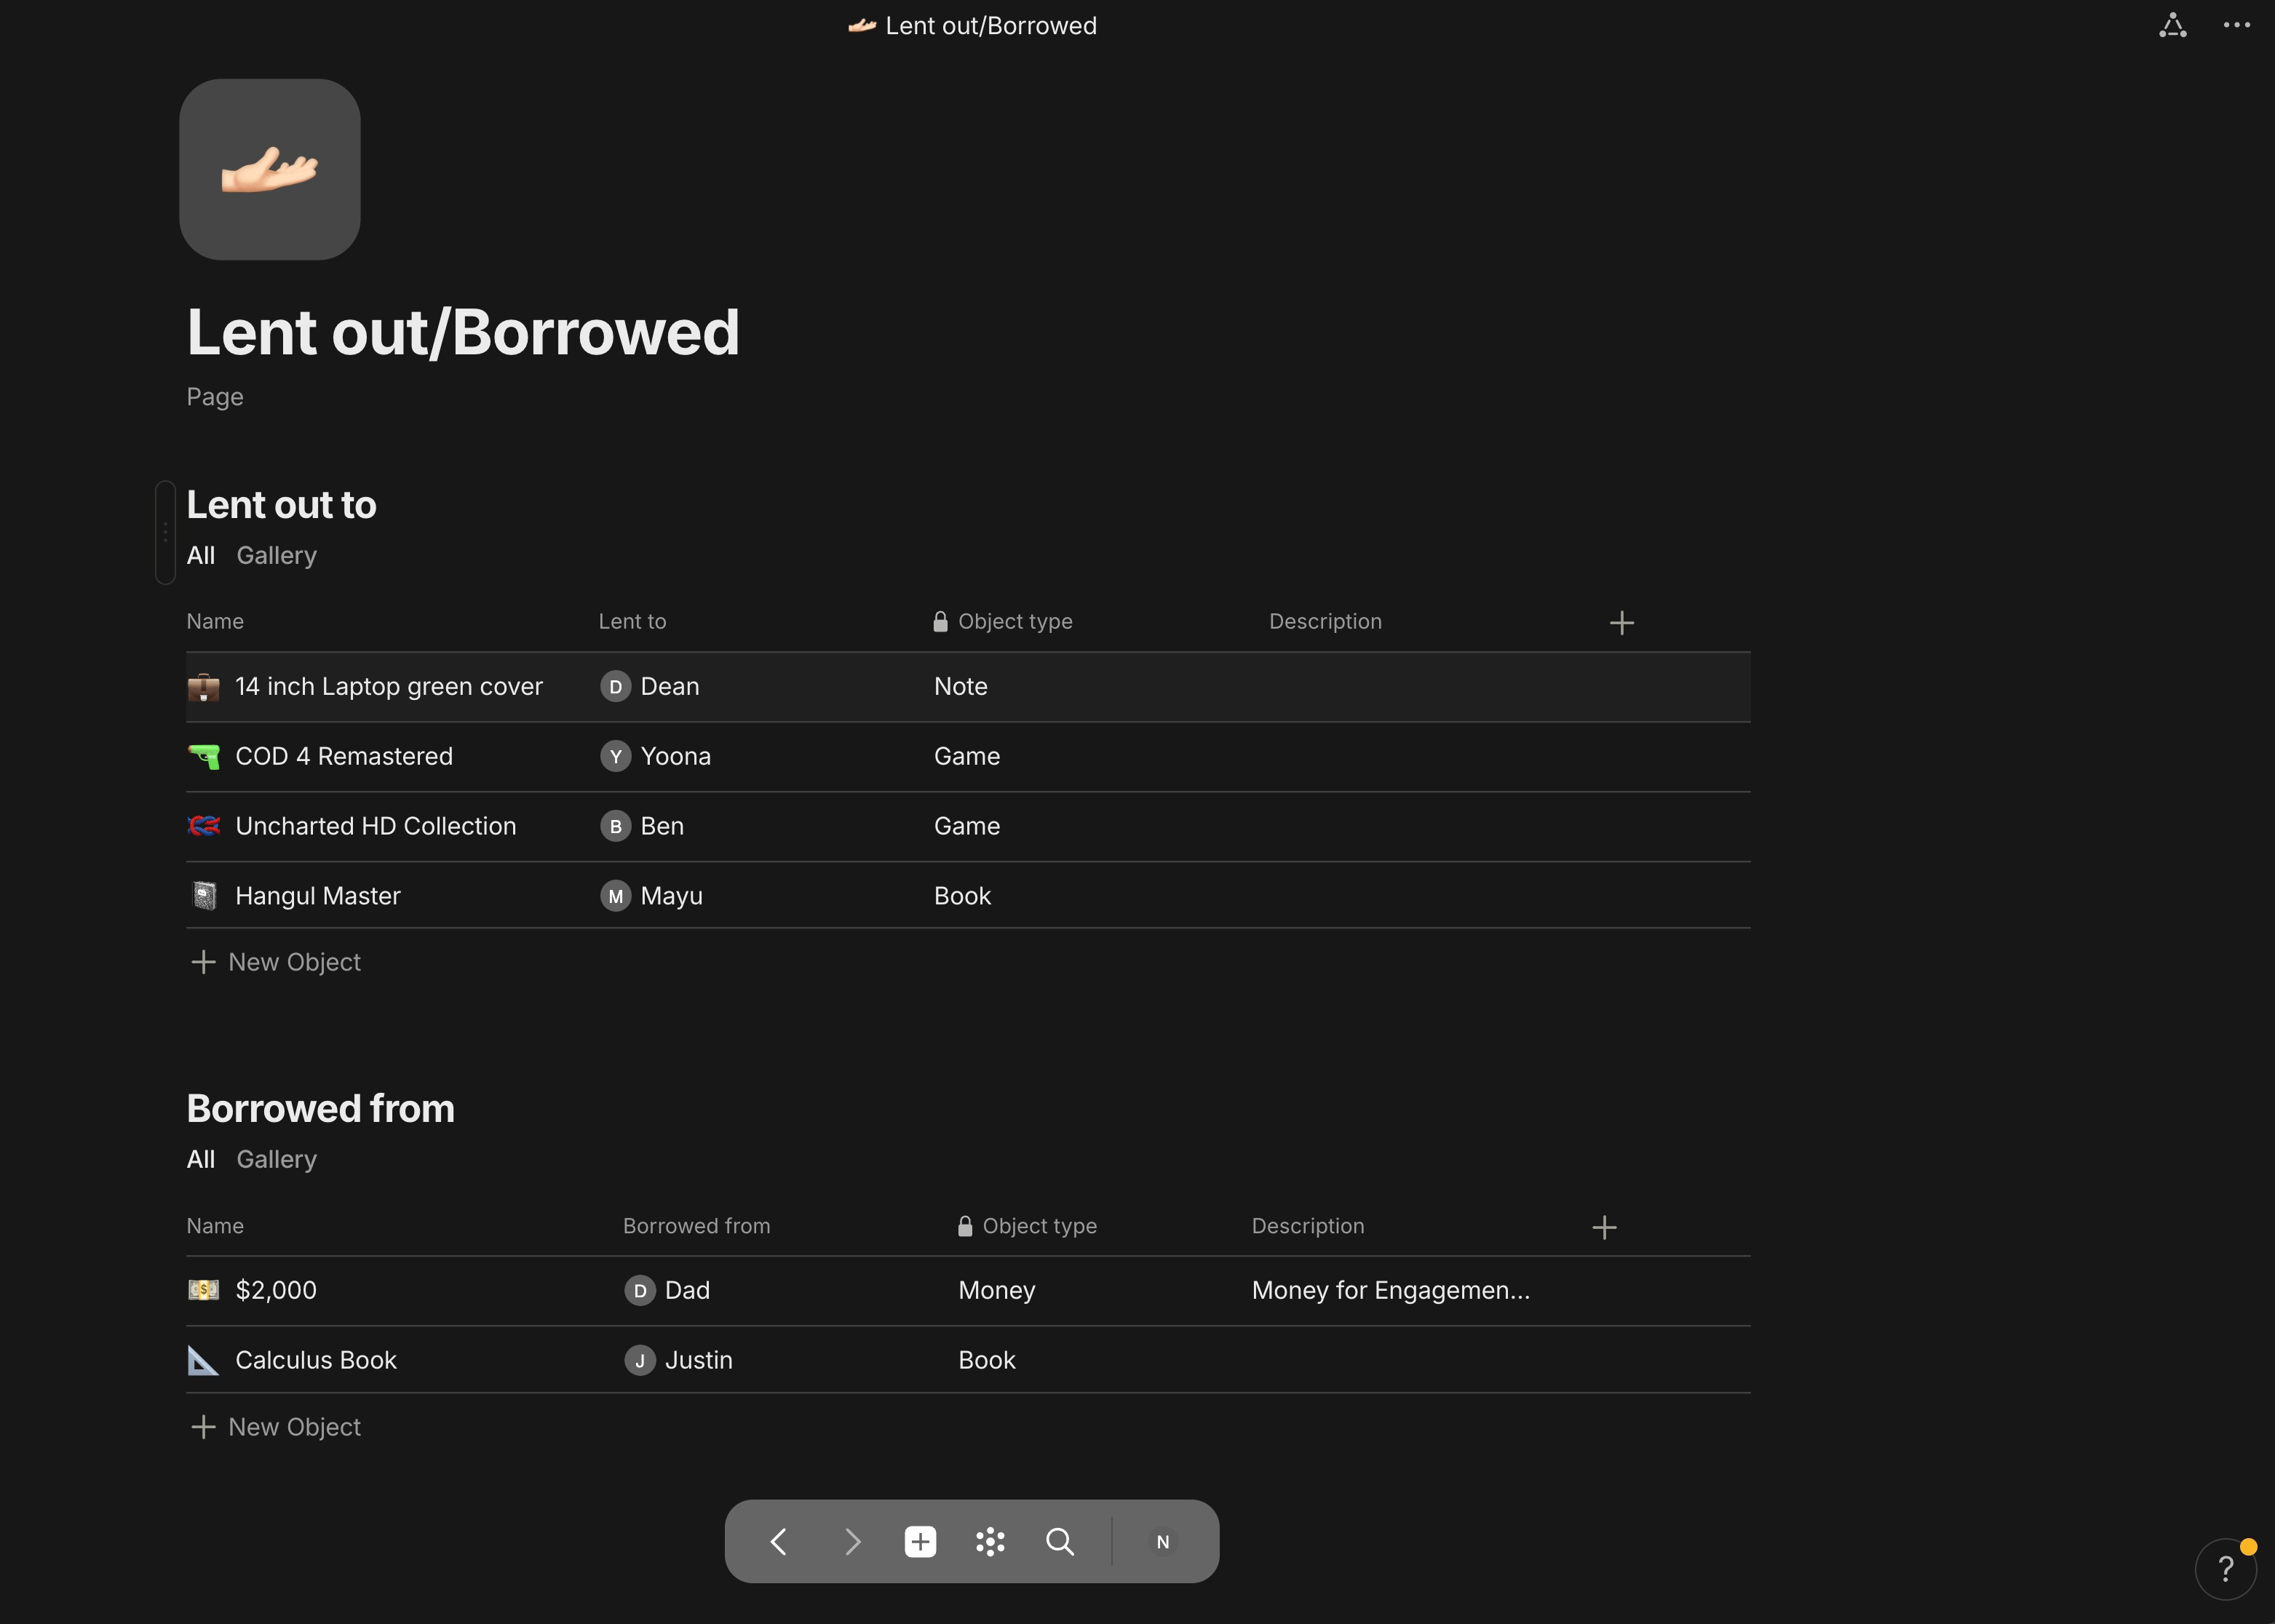 Lent out/Borrowed
Lent out/Borrowed
Page
Lent out to
All Gallery
Name Lent to Object type Description
14 inch Laptop green cover D Dean Note
COD 4 Remastered Y Yoona Game
Uncharted HD Collection B Ben Game
Hangul Master M Mayu Book
New Object
Borrowed from
All Gallery
Name Borrowed from Object type Description
$2,000 D Dad Money Money for Engagemen...
Calculus Book J Justin Book
New Object
N
?